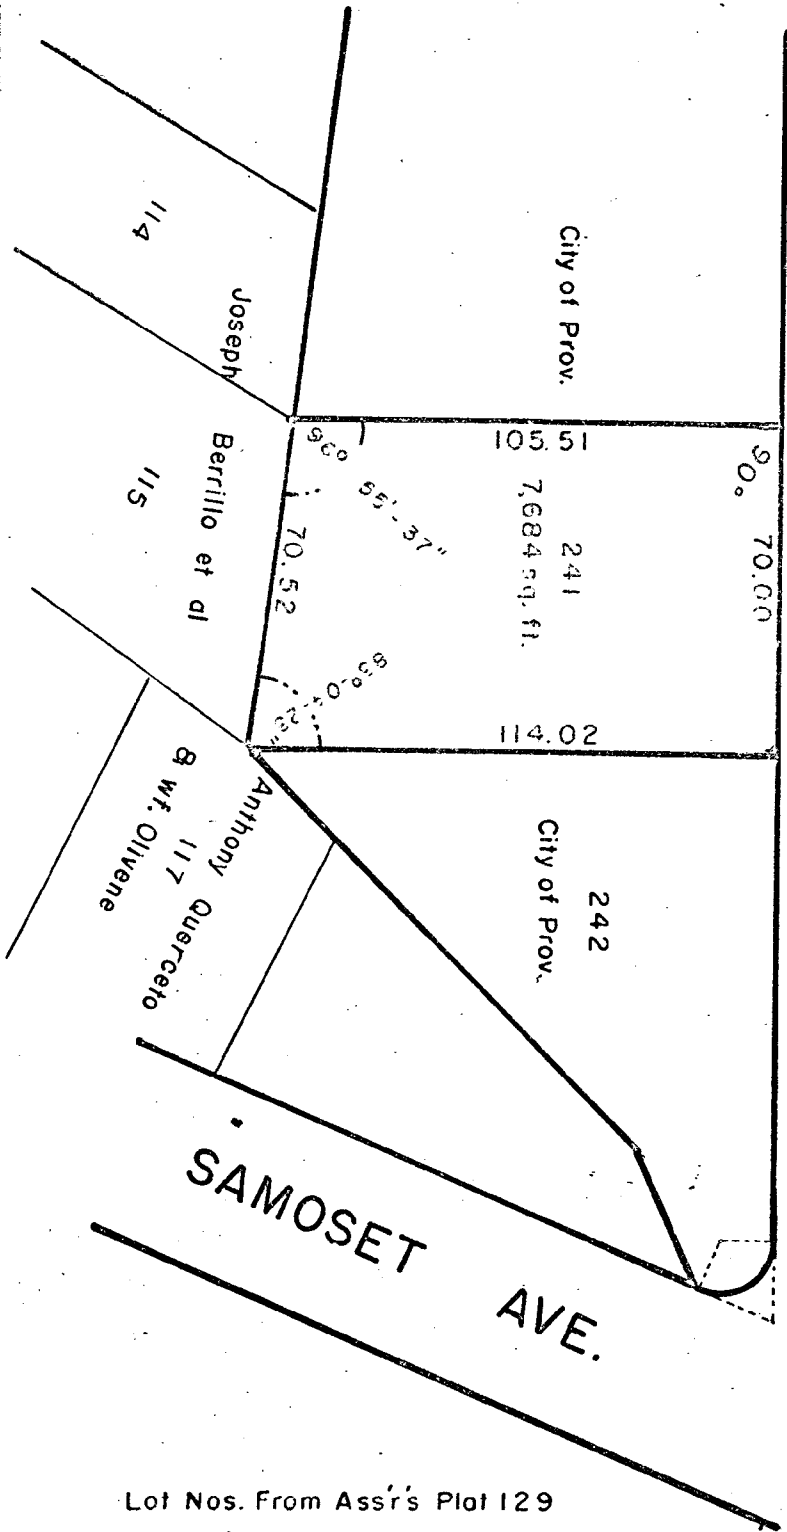 City of Prov.
114
Joseph
Berrillo et al
115
105.51
90°
70.00
241
7,684 sq. ft.
70.52
114.02
Anthony Querceto
117
& wf. Olivene
242
City of Prov.
SAMOSET AVE.
Lot Nos. From Ass'r's Plat 129